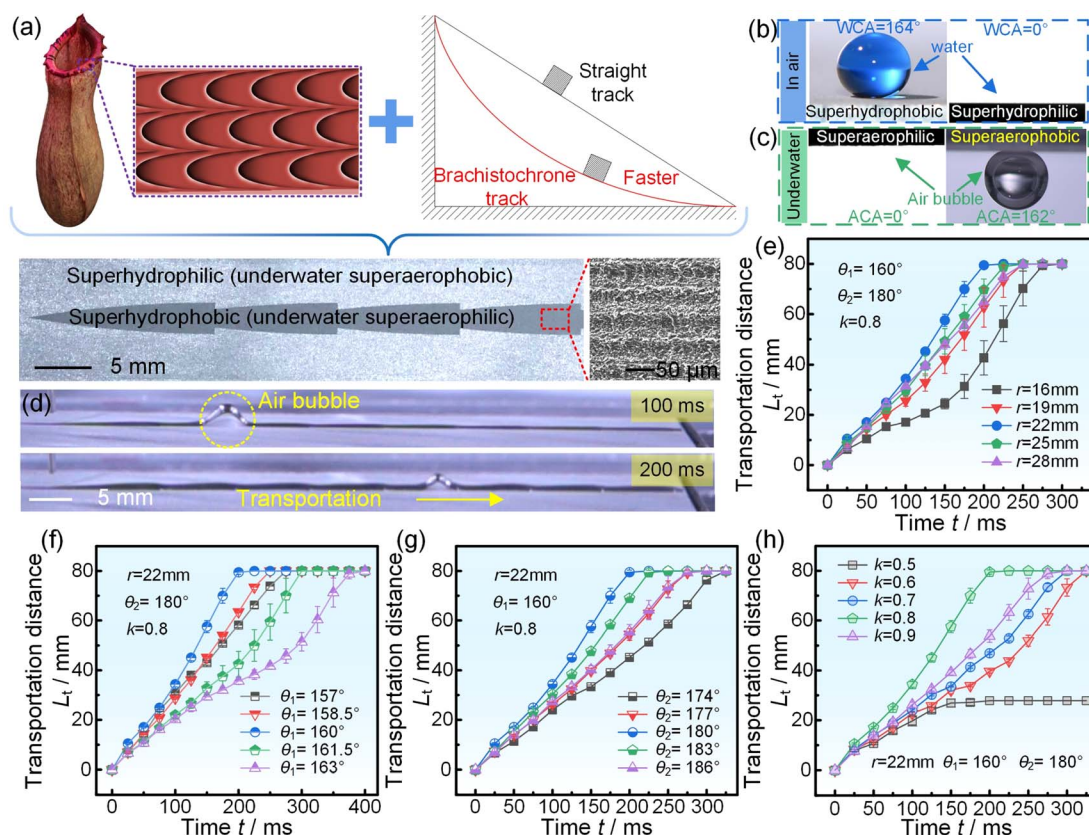 (a)
Straight
track
Brachistochrone
track
Faster
Superhydrophilic (underwater superaerophobic)
Superhydrophobic (underwater superaerophilic)
5 mm
50 μm
(b)
In air
WCA=164°
WCA=0°
water
Superhydrophobic
Superhydrophilic
(c)
Underwater
Superaerophilic
Superaerophobic
Air bubble
ACA=0°
ACA=162°
(d)
Air bubble
100 ms
200 ms
5 mm
Transportation
(e)
Transportation distance
Lt / mm
80
60
40
20
0
θ1= 160°
θ2= 180°
k=0.8
r=16mm
r=19mm
r=22mm
r=25mm
r=28mm
0 50 100 150 200 250 300
Time t / ms
(f)
Transportation distance
Lt / mm
80
60
40
20
0
r=22mm
θ2= 180°
k=0.8
θ1= 157°
θ1= 158.5°
θ1= 160°
θ1= 161.5°
θ1= 163°
0 100 200 300 400
Time t / ms
(g)
Transportation distance
Lt / mm
80
60
40
20
0
r=22mm
θ1= 160°
k=0.8
θ2= 174°
θ2= 177°
θ2= 180°
θ2= 183°
θ2= 186°
0 50 100 150 200 250 300
Time t / ms
(h)
Transportation distance
Lt / mm
80
60
40
20
0
k=0.5
k=0.6
k=0.7
k=0.8
k=0.9
r=22mm θ1= 160° θ2= 180°
0 50 100 150 200 250 300
Time t / ms